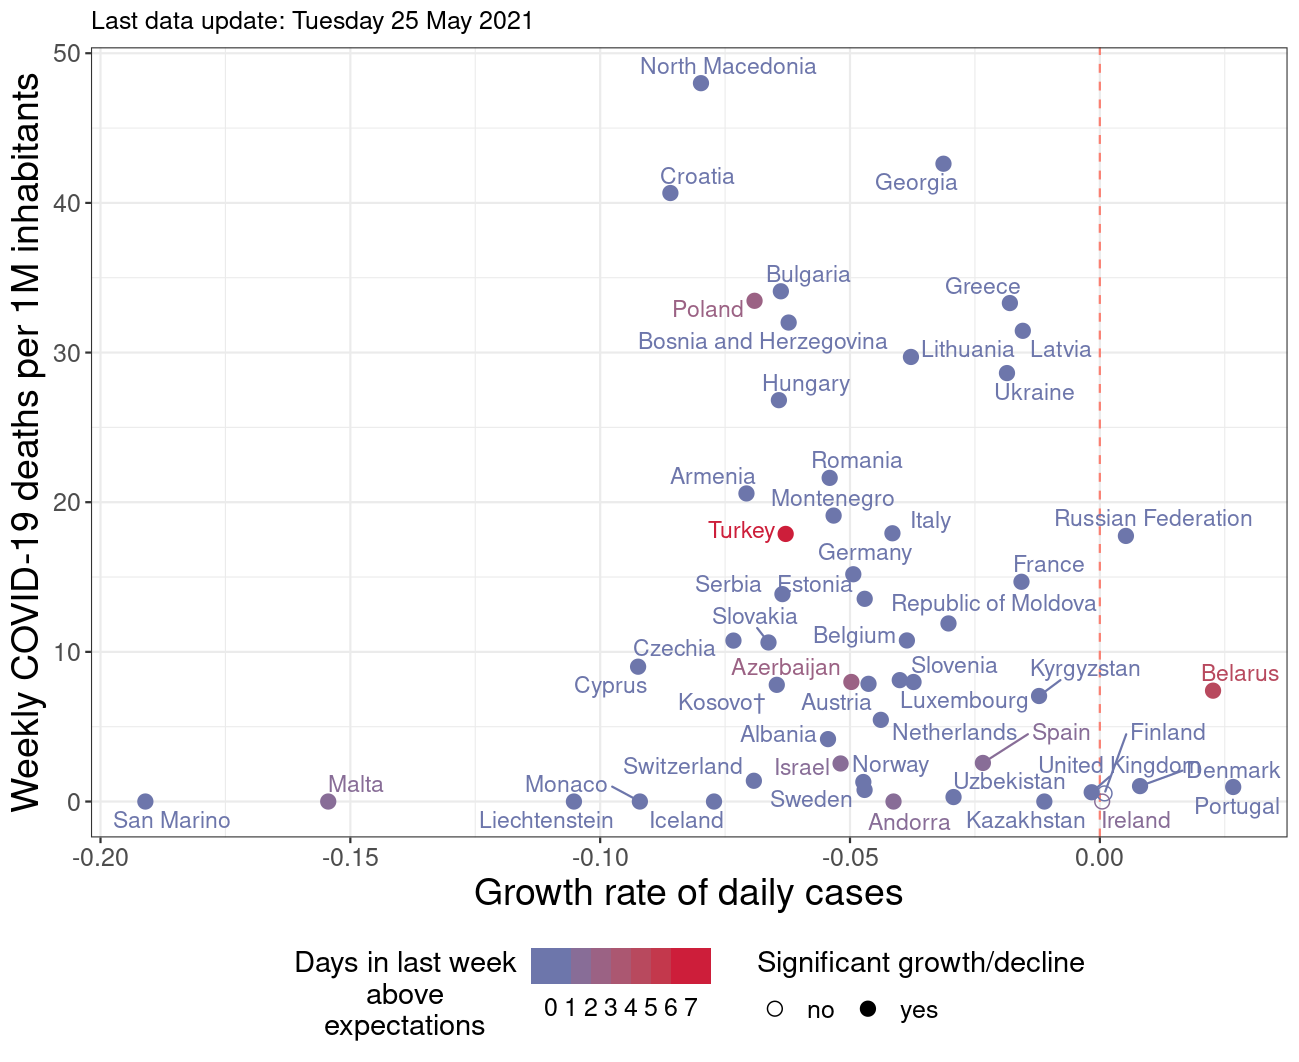 Last data update: Tuesday 25 May 2021
Weekly COVID-19 deaths per 1M inhabitants
50
North Macedonia
Croatia
Georgia
40
Bulgaria
Greece
Poland
Bosnia and Herzegovina
Lithuania
Latvia
30
Hungary
Ukraine
Romania
Armenia
Montenegro
20
Italy
Russian Federation
Turkey
Germany
France
Serbia
Estonia
Republic of Moldova
Slovakia
Belgium
Czechia
10
Azerbaijan
Slovenia
Kyrgyzstan
Belarus
Cyprus
Kosovo†
Austria
Luxembourg
Albania
Netherlands
Spain
Finland
Switzerland
Israel
Norway
United Kingdom
Denmark
Malta
Monaco
Uzbekistan
0
Sweden
Portugal
San Marino
Liechtenstein
Iceland
Andorra
Kazakhstan
Ireland
-0.20
-0.15
-0.10
-0.05
0.00
Growth rate of daily cases
Days in last week
above
expectations
0 1 2 3 4 5 6 7
Significant growth/decline
no
yes